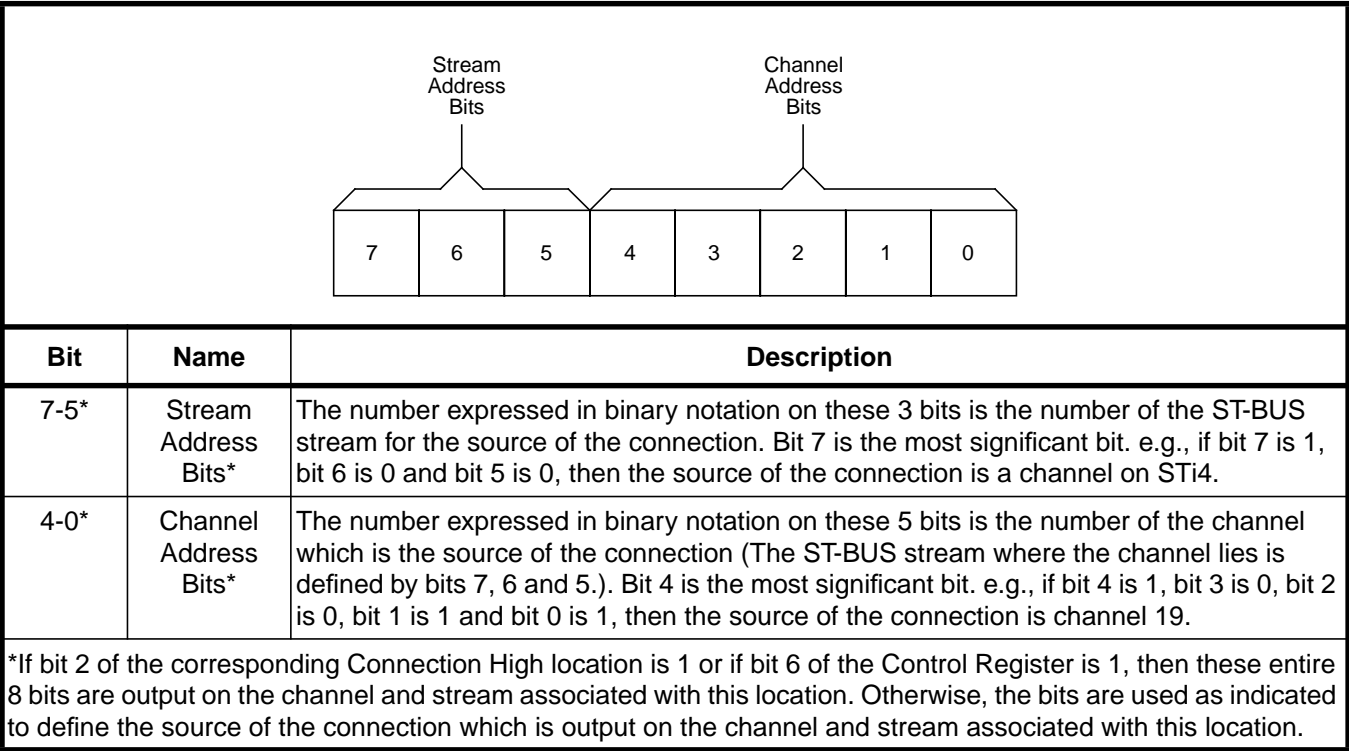 Stream
Address
Bits
Channel
Address
Bits
7 6 5 4 3 2 1 0
Bit Name Description
7-5* Stream
Address
Bits*
The number expressed in binary notation on these 3 bits is the number of the ST-BUS
stream for the source of the connection. Bit 7 is the most significant bit. e.g., if bit 7 is 1,
bit 6 is 0 and bit 5 is 0, then the source of the connection is a channel on STi4.
4-0* Channel
Address
Bits*
The number expressed in binary notation on these 5 bits is the number of the channel
which is the source of the connection (The ST-BUS stream where the channel lies is
defined by bits 7, 6 and 5.). Bit 4 is the most significant bit. e.g., if bit 4 is 1, bit 3 is 0, bit 2
is 0, bit 1 is 1 and bit 0 is 1, then the source of the connection is channel 19.
*If bit 2 of the corresponding Connection High location is 1 or if bit 6 of the Control Register is 1, then these entire
8 bits are output on the channel and stream associated with this location. Otherwise, the bits are used as indicated
to define the source of the connection which is output on the channel and stream associated with this location.